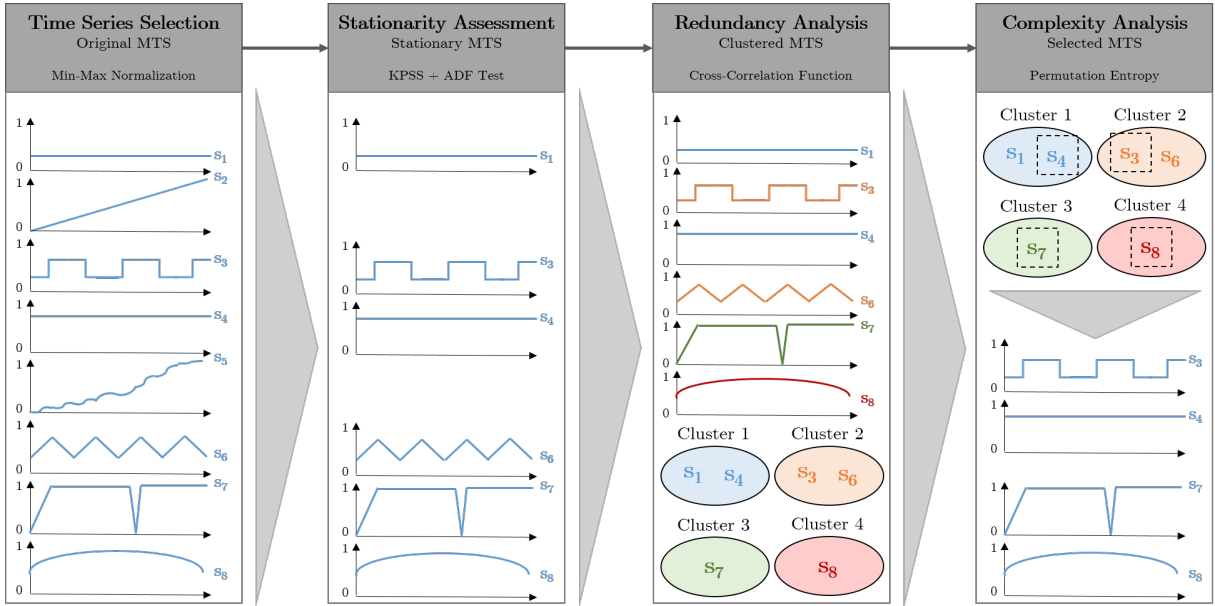 Time Series Selection
Original MTS
Min-Max Normalization
1
0
s1
1
0
s2
1
0
s3
1
0
s4
1
0
s5
1
0
s6
1
0
s7
1
0
s8
Stationarity Assessment
Stationary MTS
KPSS + ADF Test
1
0
s1
1
0
s3
1
0
s4
1
0
s6
1
0
s7
1
0
s8
Redundancy Analysis
Clustered MTS
Cross-Correlation Function
1
0
s1
1
0
s3
1
0
s4
1
0
s6
1
0
s7
1
0
s8
Cluster 1 Cluster 2
s1 s4 s3 s6
Cluster 3 Cluster 4
s7 s8
Complexity Analysis
Selected MTS
Permutation Entropy
Cluster 1 Cluster 2
s1 s4 s3 s6
Cluster 3 Cluster 4
s7 s8
1
0
s3
1
0
s4
1
0
s7
1
0
s8